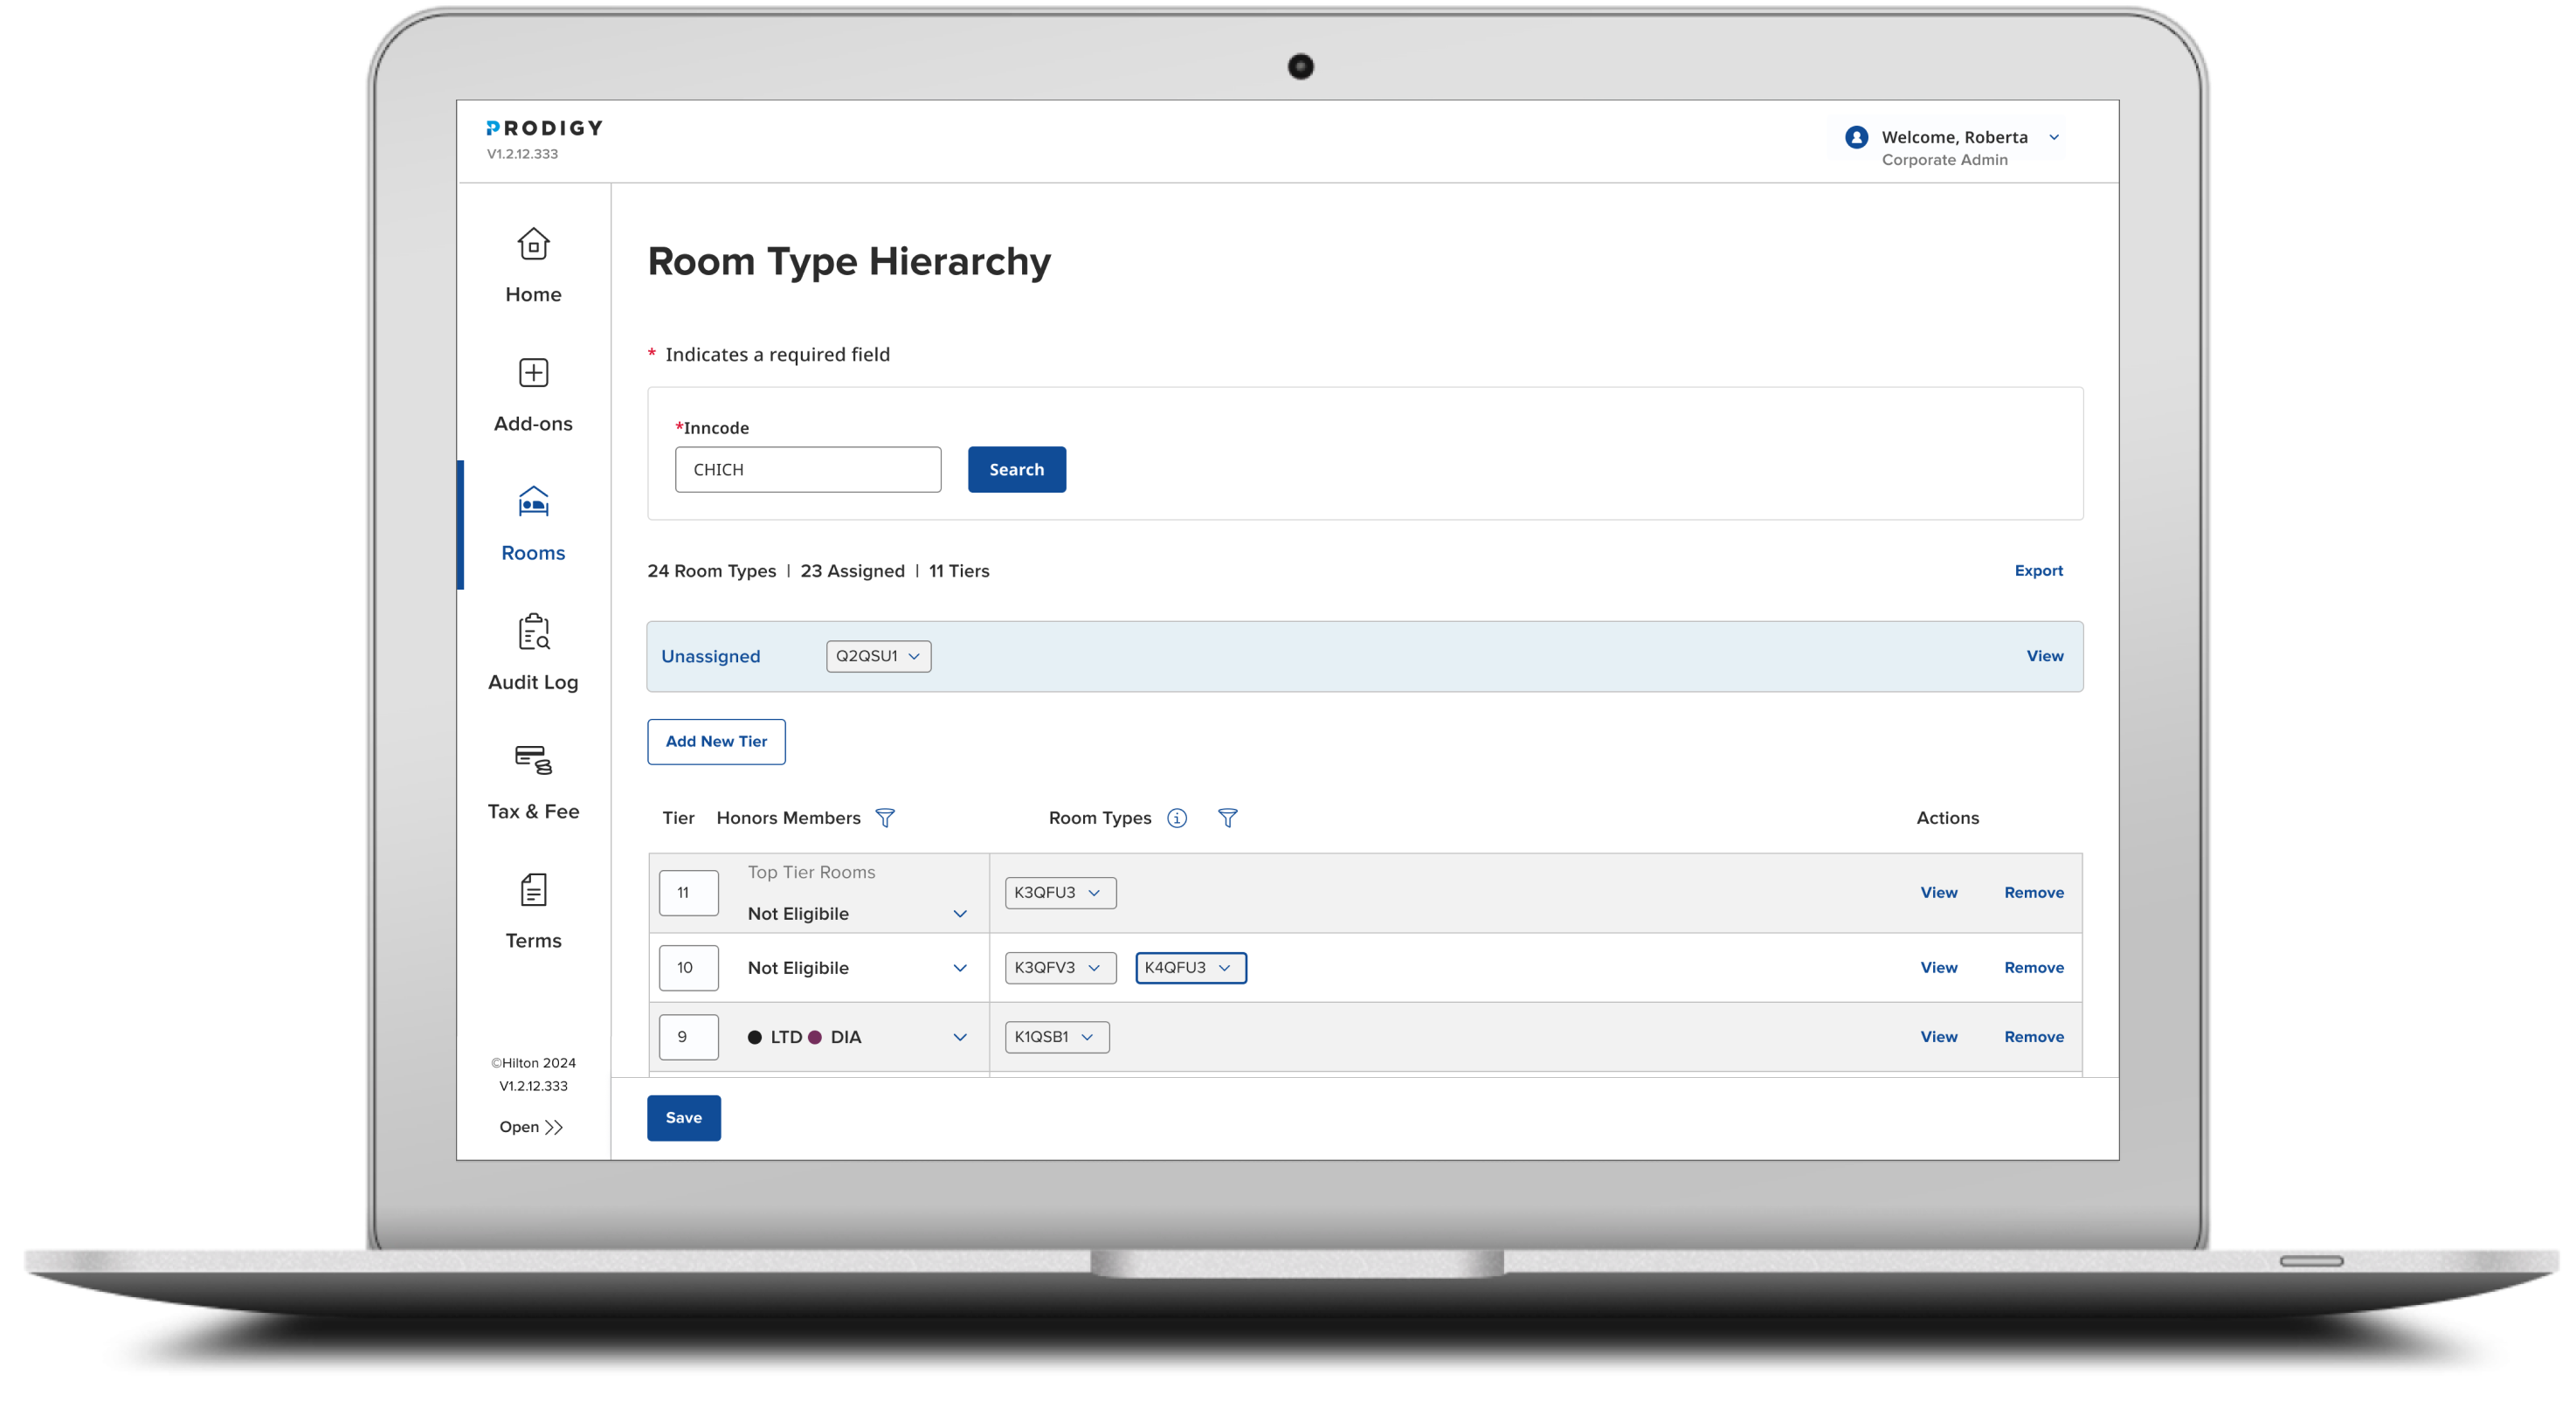 PRODIGY
V1.2.12.333
Welcome, Roberta
Corporate Admin
Home
Add-ons
Rooms
Audit Log
Tax & Fee
Terms
©Hilton 2024
V1.2.12.333
Open
Room Type Hierarchy
* Indicates a required field
*Inncode
CHICH
Search
24 Room Types | 23 Assigned | 11 Tiers
Export
Unassigned Q2QSU1 View
Add New Tier
Tier Honors Members Room Types i Actions
11 Top Tier Rooms
Not Eligibile K3QFU3 View Remove
10 Not Eligibile K3QFV3 K4QFU3 View Remove
9 LTD DIA K1QSB1 View Remove
Save